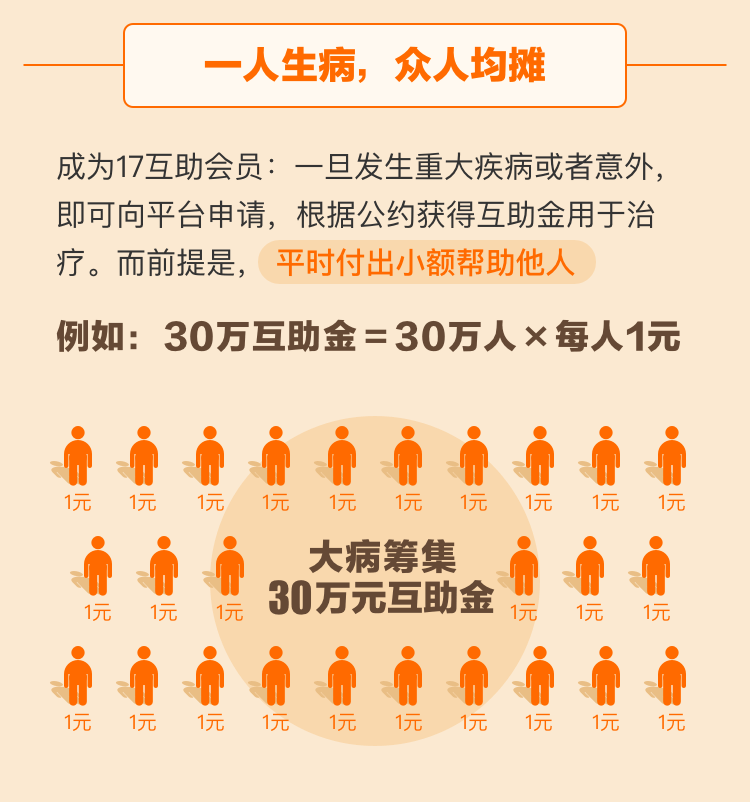 一人生病，众人均摊
成为17互助会员：一旦发生重大疾病或者意外，
即可向平台申请，根据公约获得互助金用于治
疗。而前提是，平时付出小额帮助他人
例如：30万互助金＝30万人×每人1元
1元 1元 1元 1元 1元 1元 1元 1元 1元 1元
大病筹集
30万元互助金
1元 1元 1元 1元 1元 1元
1元 1元 1元 1元 1元 1元 1元 1元 1元 1元